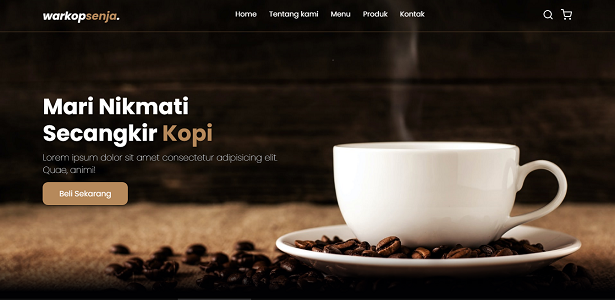 warkopsenja.
Home Tentang kami Menu Produk Kontak
Mari Nikmati
Secangkir Kopi
Lorem ipsum dolor sit amet consectetur adipisicing elit.
Quae, animi!
Beli Sekarang